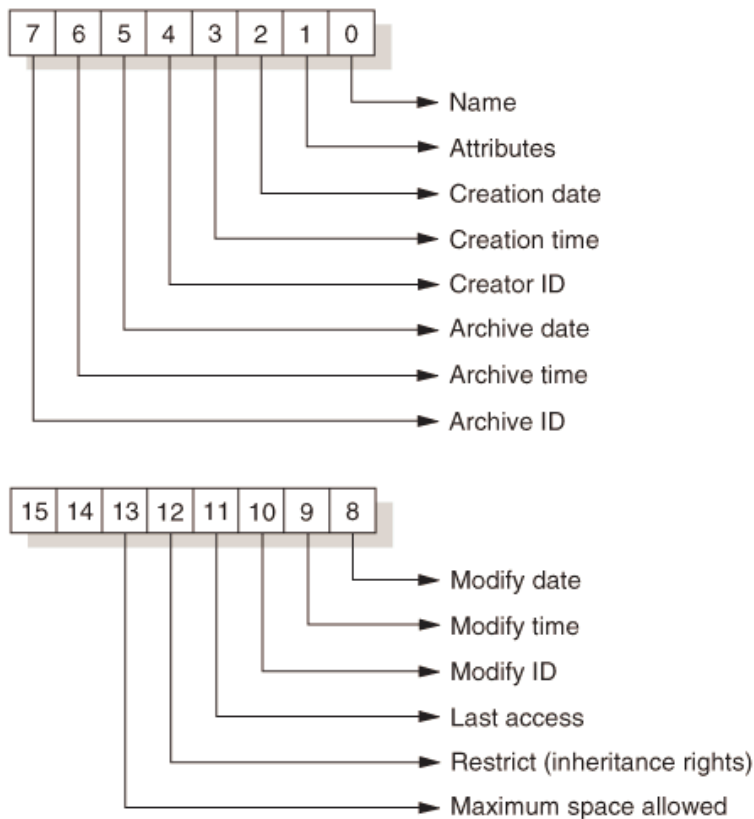 7 6 5 4 3 2 1 0
Name
Attributes
Creation date
Creation time
Creator ID
Archive date
Archive time
Archive ID
15 14 13 12 11 10 9 8
Modify date
Modify time
Modify ID
Last access
Restrict (inheritance rights)
Maximum space allowed